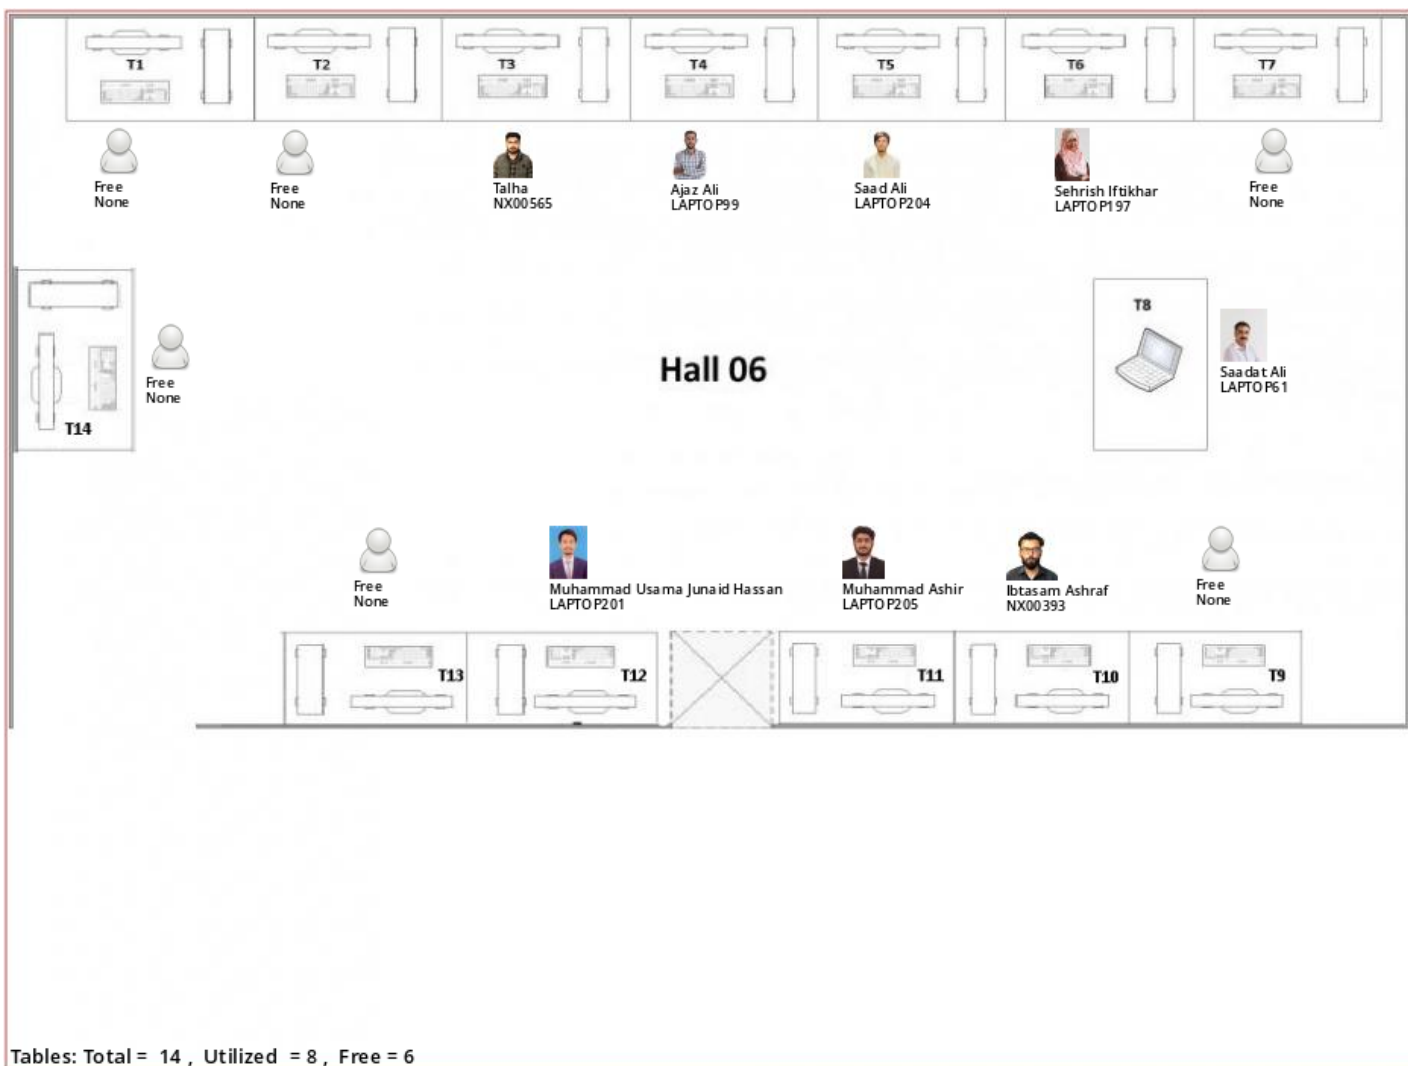 T1
T2
T3
T4
T5
T6
T7
Free
None
Free
None
Talha
NX00565
Ajaz Ali
LAPTOP99
Saad Ali
LAPTOP204
Sehrish Iftikhar
LAPTOP197
Free
None
T14
Free
None
Hall 06
T8
Saadat Ali
LAPTOP61
Free
None
Muhammad Usama Junaid Hassan
LAPTOP201
Muhammad Ashir
LAPTOP205
Ibtasam Ashraf
NX00393
Free
None
T13
T12
T11
T10
T9
Tables: Total = 14 , Utilized = 8 , Free = 6